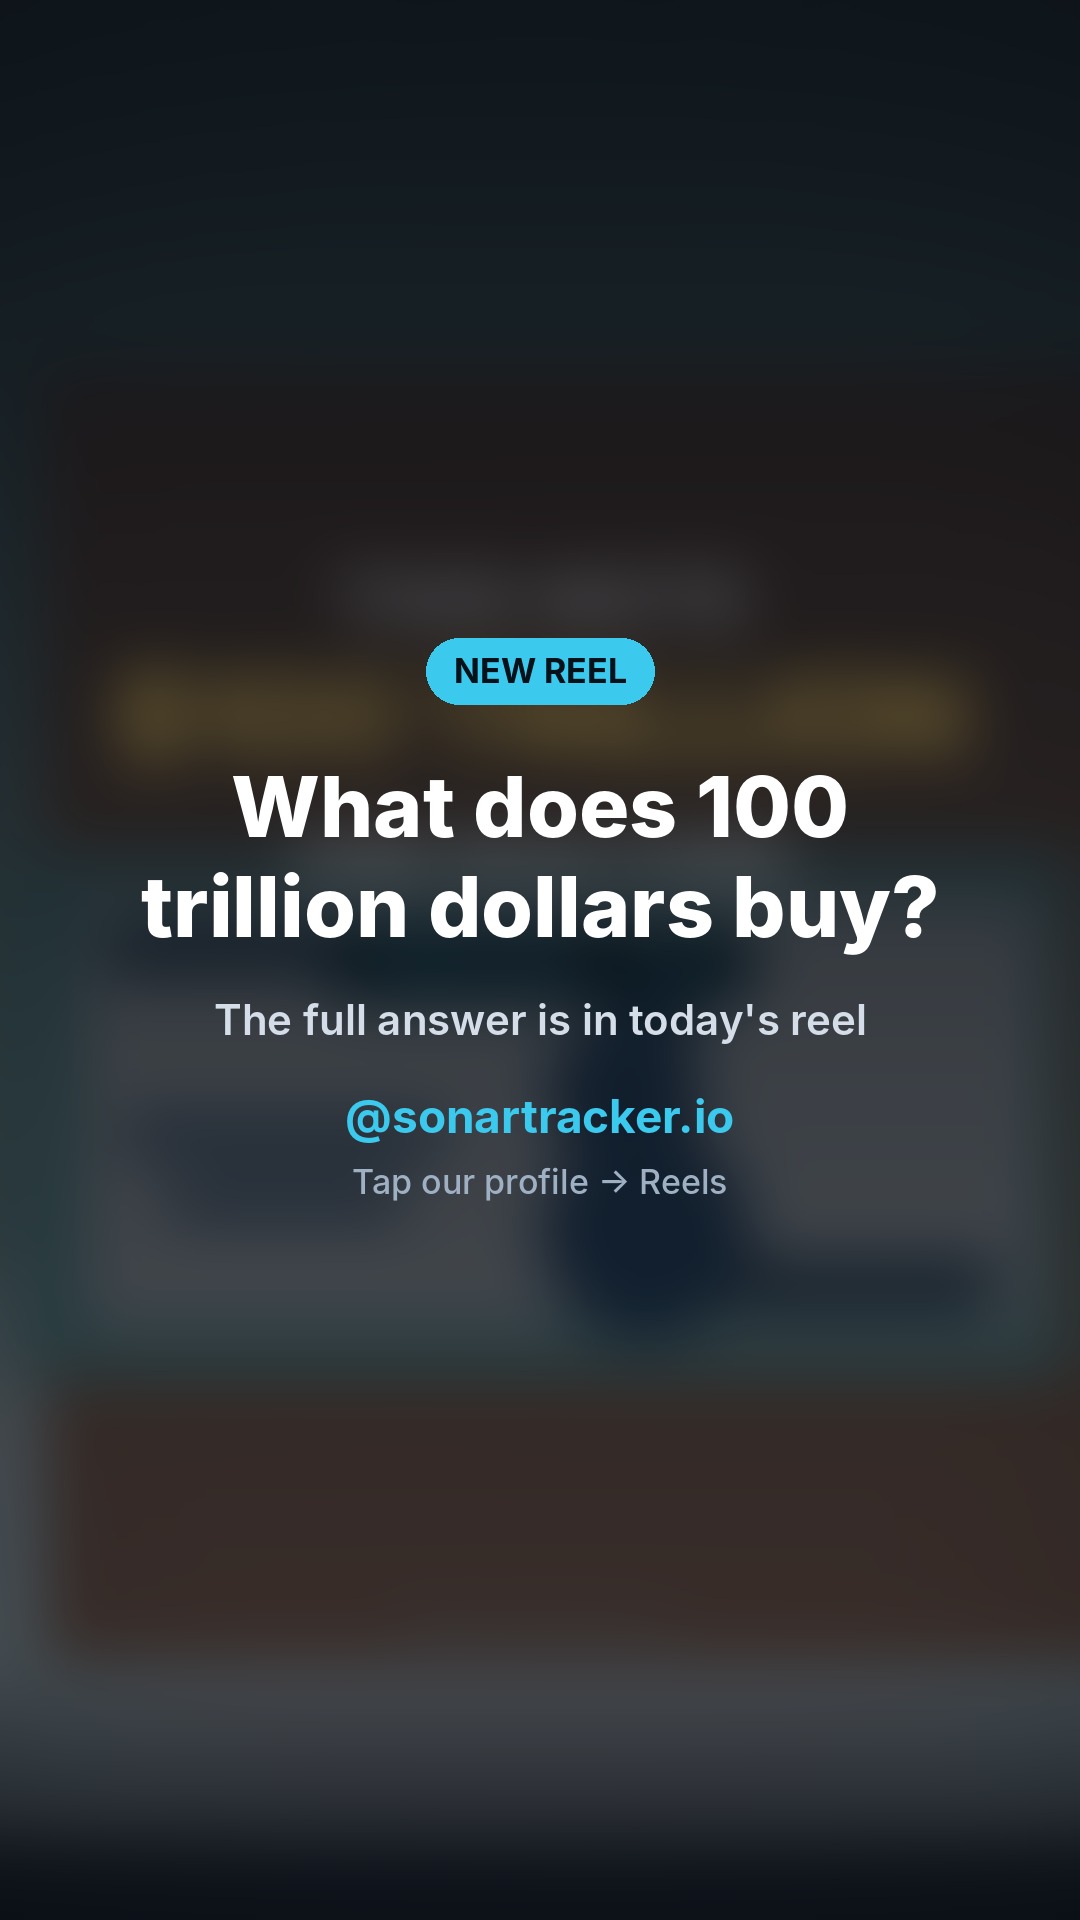 NEW REEL
What does 100
trillion dollars buy?
The full answer is in today's reel
@sonartracker.io
Tap our profile → Reels